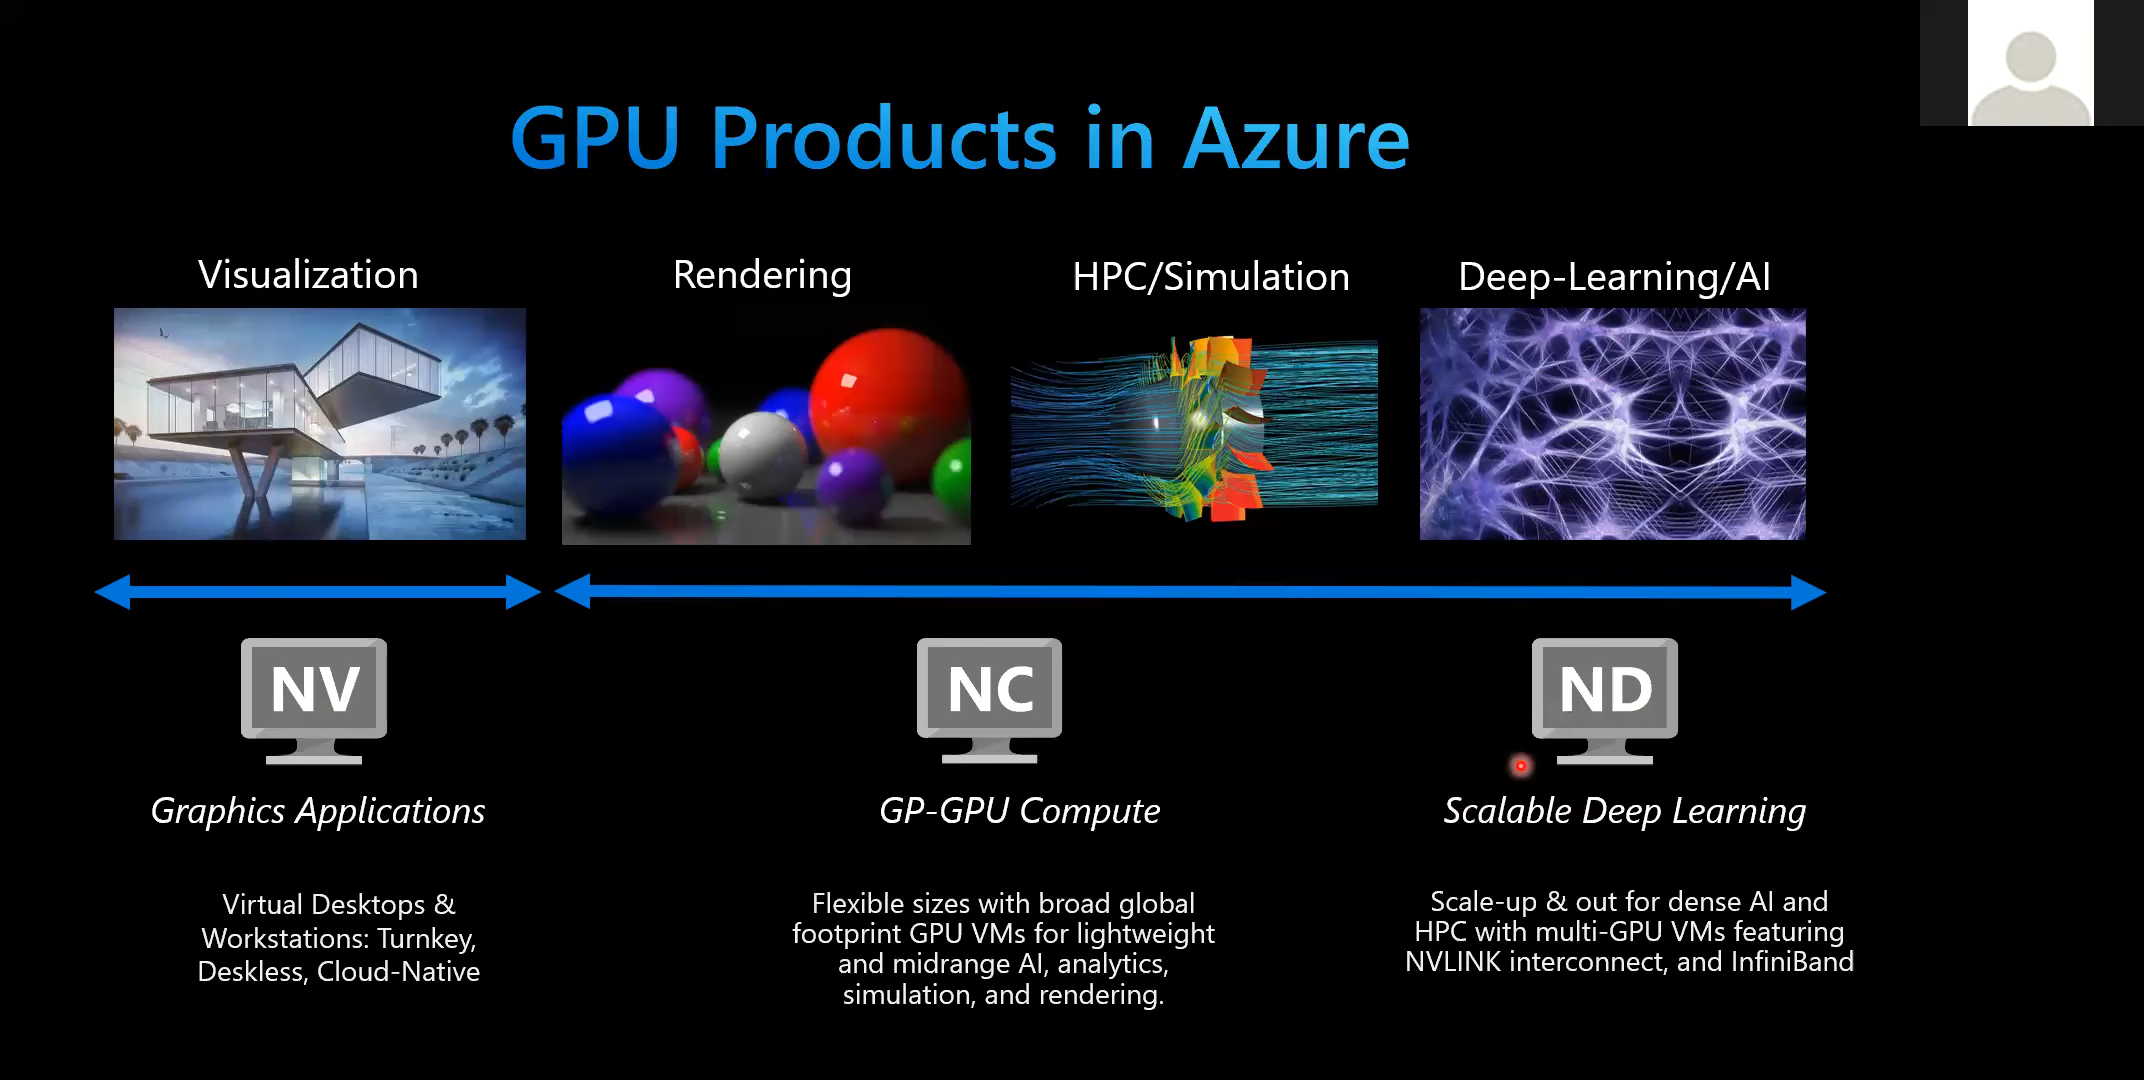 GPU Products in Azure
Visualization
Rendering
HPC/Simulation
Deep-Learning/AI
NV
NC
ND
Graphics Applications
GP-GPU Compute
Scalable Deep Learning
Virtual Desktops &
Workstations: Turnkey,
Deskless, Cloud-Native
Flexible sizes with broad global
footprint GPU VMs for lightweight
and midrange AI, analytics,
simulation, and rendering.
Scale-up & out for dense AI and
HPC with multi-GPU VMs featuring
NVLINK interconnect, and InfiniBand